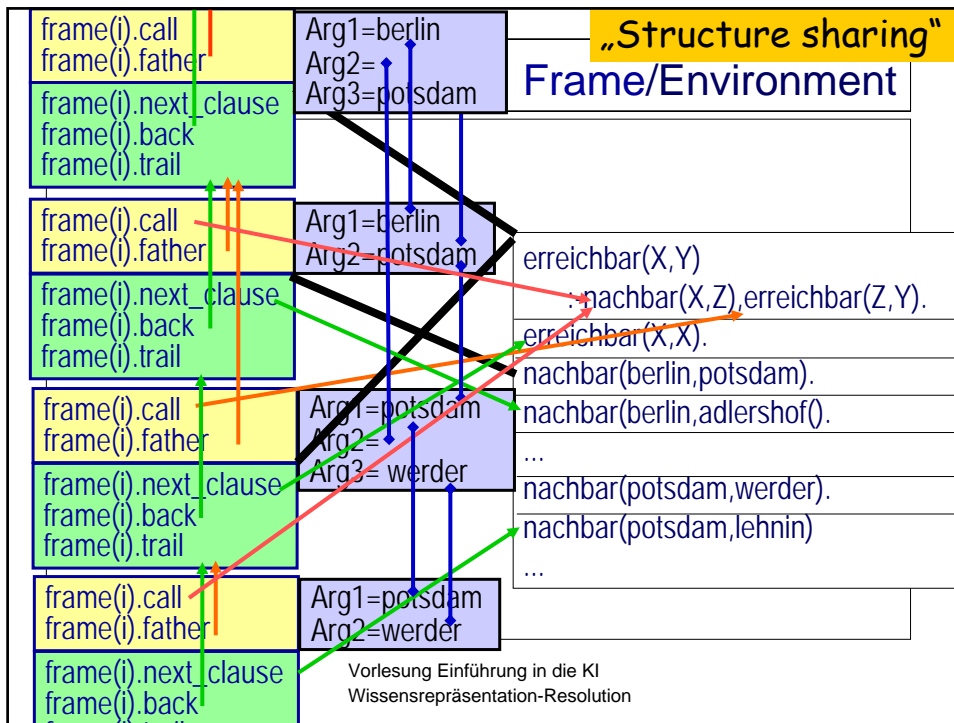 „Structure sharing“
Frame/Environment
frame(i).call
frame(i).father
frame(i).next_clause
frame(i).back
frame(i).trail
Arg1=berlin
Arg2=
Arg3=potsdam
frame(i).call
frame(i).father
frame(i).next_clause
frame(i).back
frame(i).trail
Arg1=berlin
Arg2=potsdam
frame(i).call
frame(i).father
frame(i).next_clause
frame(i).back
frame(i).trail
Arg1=potsdam
Arg2=
Arg3= werder
frame(i).call
frame(i).father
frame(i).next_clause
frame(i).back
Arg1=potsdam
Arg2=werder
erreichbar(X,Y)
:-nachbar(X,Z),erreichbar(Z,Y).
erreichbar(X,X).
nachbar(berlin,potsdam).
nachbar(berlin,adlershof().
...
nachbar(potsdam,werder).
nachbar(potsdam,lehnin)
...
Vorlesung Einführung in die KI
Wissensrepräsentation-Resolution